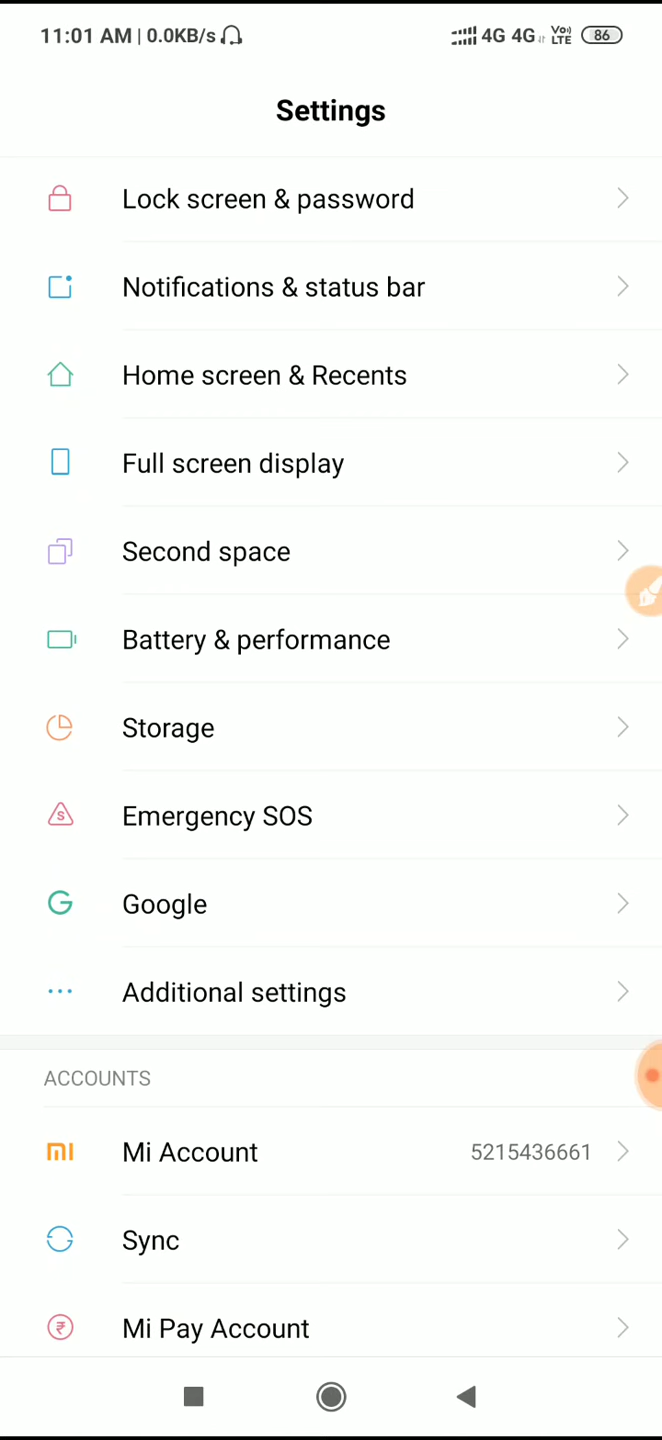 11:01 AM | 0.0KB/s 4G 4G Vo) LTE 86
Settings
Lock screen & password
Notifications & status bar
Home screen & Recents
Full screen display
Second space
Battery & performance
Storage
S Emergency SOS
G Google
Additional settings
ACCOUNTS
mi Mi Account 5215436661
Sync
₹ Mi Pay Account